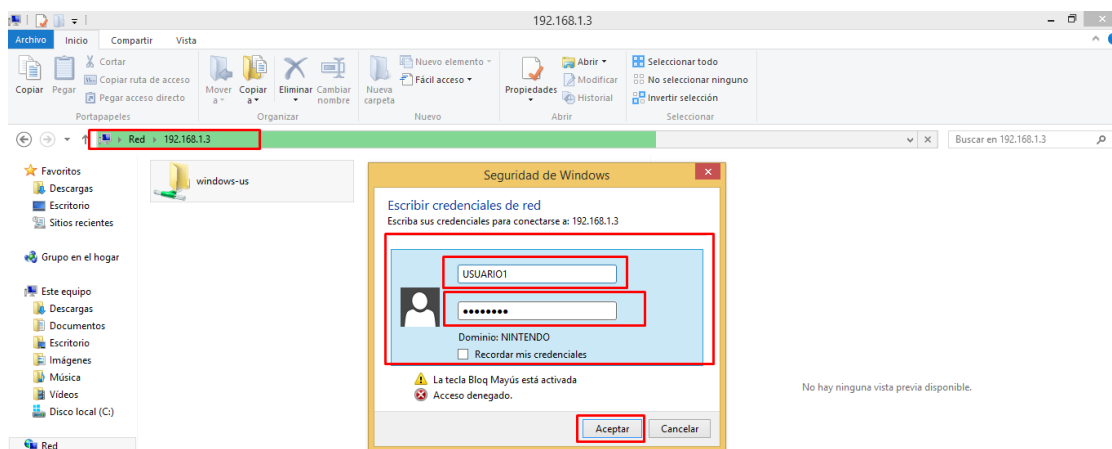 192.168.1.3
Archivo Inicio Compartir Vista
Copiar Pegar
Cortar
Copiar ruta de acceso
Pegar acceso directo
Portapapeles
Mover a Copiar a Eliminar Cambiar nombre
Organizar
Nueva carpeta
Nuevo elemento
Fácil acceso
Nuevo
Propiedades
Abrir
Modificar
Historial
Abrir
Seleccionar todo
No seleccionar ninguno
Invertir selección
Seleccionar
Red 192.168.1.3
Buscar en 192.168.1.3
Favoritos
Descargas
Escritorio
Sitios recientes
Grupo en el hogar
Este equipo
Descargas
Documentos
Escritorio
Imágenes
Música
Vídeos
Disco local (C:)
Red
windows-us
Seguridad de Windows
Escribir credenciales de red
Escriba sus credenciales para conectarse a: 192.168.1.3
USUARIO1
●●●●●●●●
Dominio: NINTENDO
Recordar mis credenciales
La tecla Bloq Mayús está activada
Acceso denegado.
Aceptar Cancelar
No hay ninguna vista previa disponible.